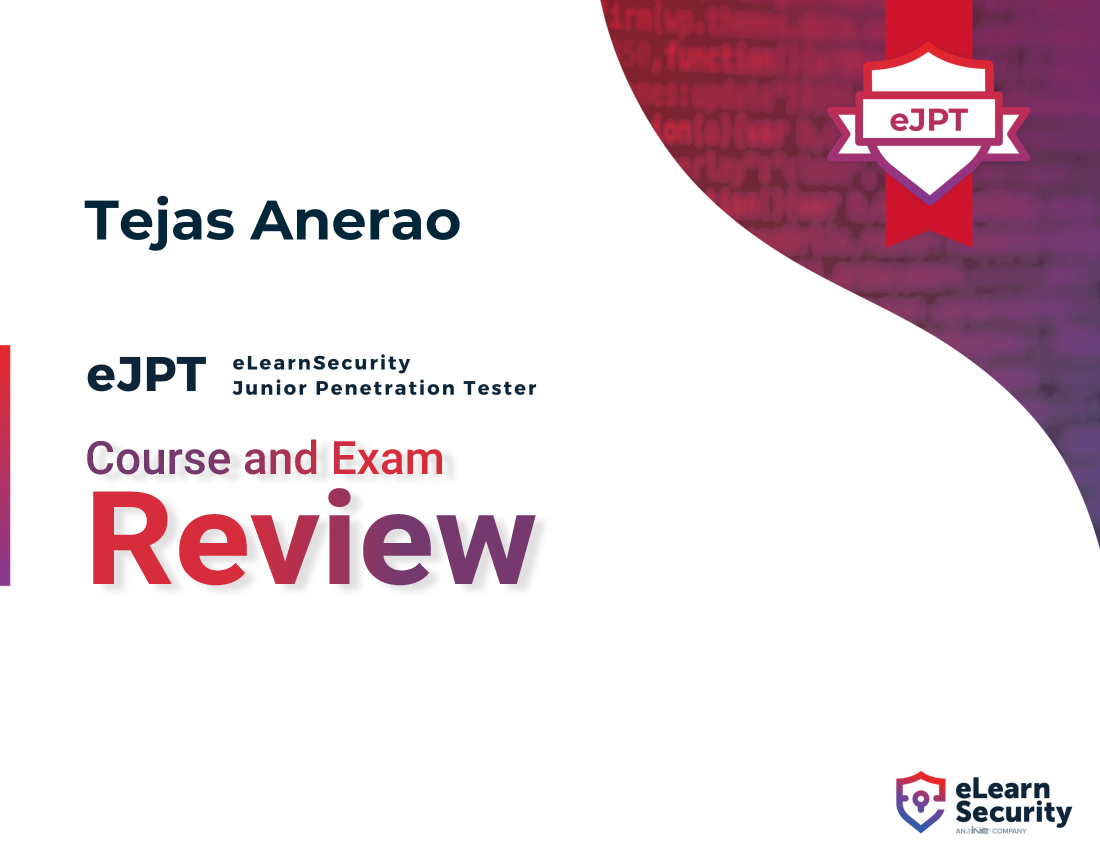 eJPT
Tejas Anerao
eJPT
eLearnSecurity
Junior Penetration Tester
Course and Exam
Review
eLearn
Security
AN INE COMPANY